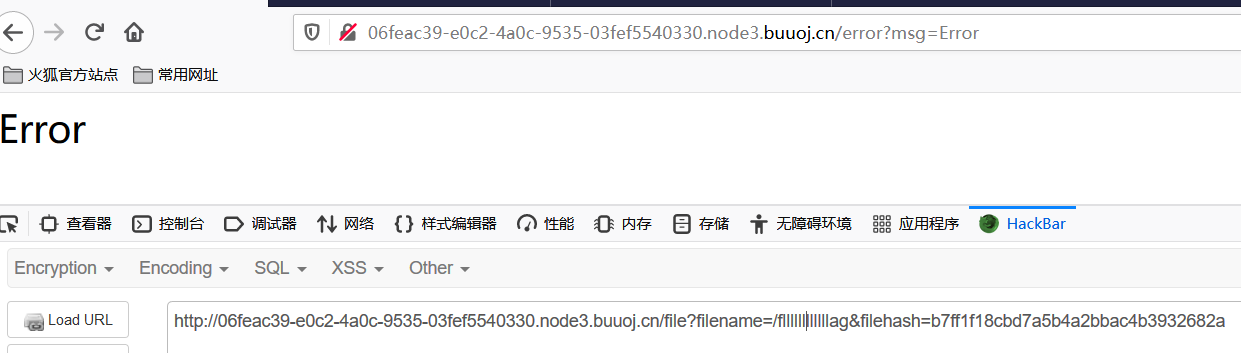 06feac39-e0c2-4a0c-9535-03fef5540330.node3.buuoj.cn/error?msg=Error
火狐官方站点 常用网址
Error
查看器 控制台 调试器 网络 样式编辑器 性能 内存 存储 无障碍环境 应用程序 HackBar
Encryption Encoding SQL XSS Other
Load URL
http://06feac39-e0c2-4a0c-9535-03fef5540330.node3.buuoj.cn/file?filename=/fllllllllllllag&filehash=b7ff1f18cbd7a5b4a2bbac4b3932682a